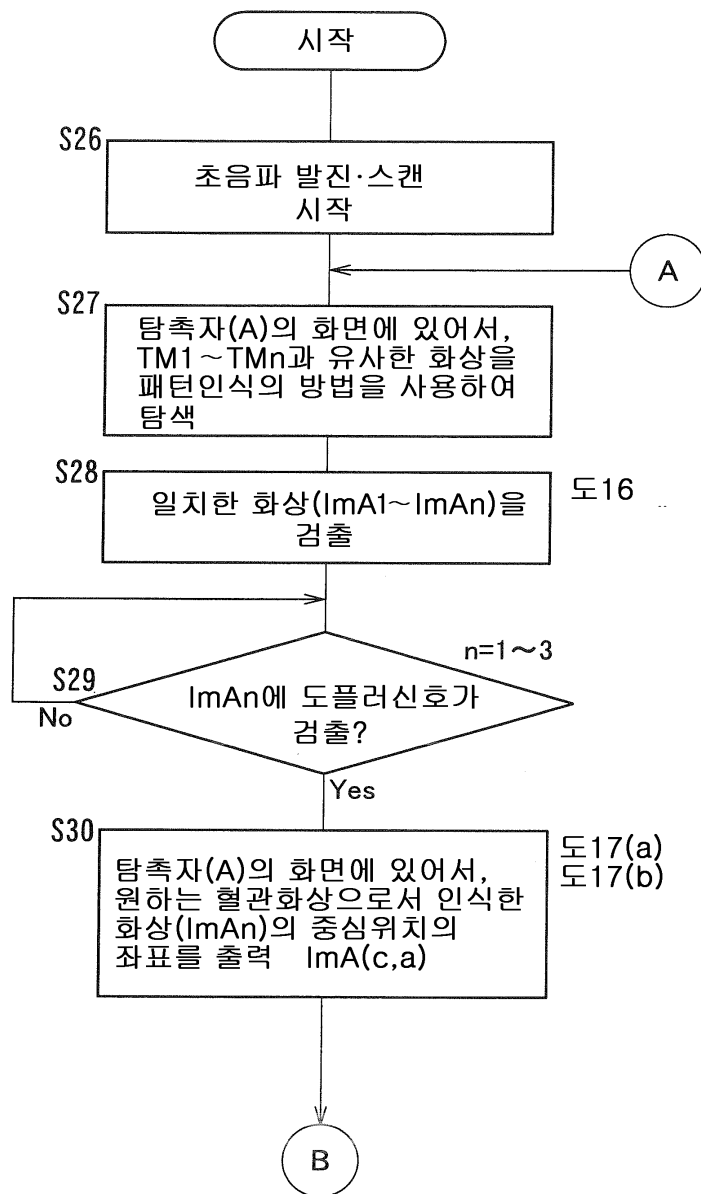 시작
S26
초음파 발진·스캔
시작
A
S27
탐촉자(A)의 화면에 있어서,
TM1～TMn과 유사한 화상을
패턴인식의 방법을 사용하여
탐색
S28
일치한 화상(ImA1～ImAn)을
검출
도16
n=1～3
S29
ImAn에 도플러신호가
검출?
No
Yes
S30
탐촉자(A)의 화면에 있어서,
원하는 혈관화상으로서 인식한
화상(ImAn)의 중심위치의
좌표를 출력 ImA(c,a)
도17(a)
도17(b)
B